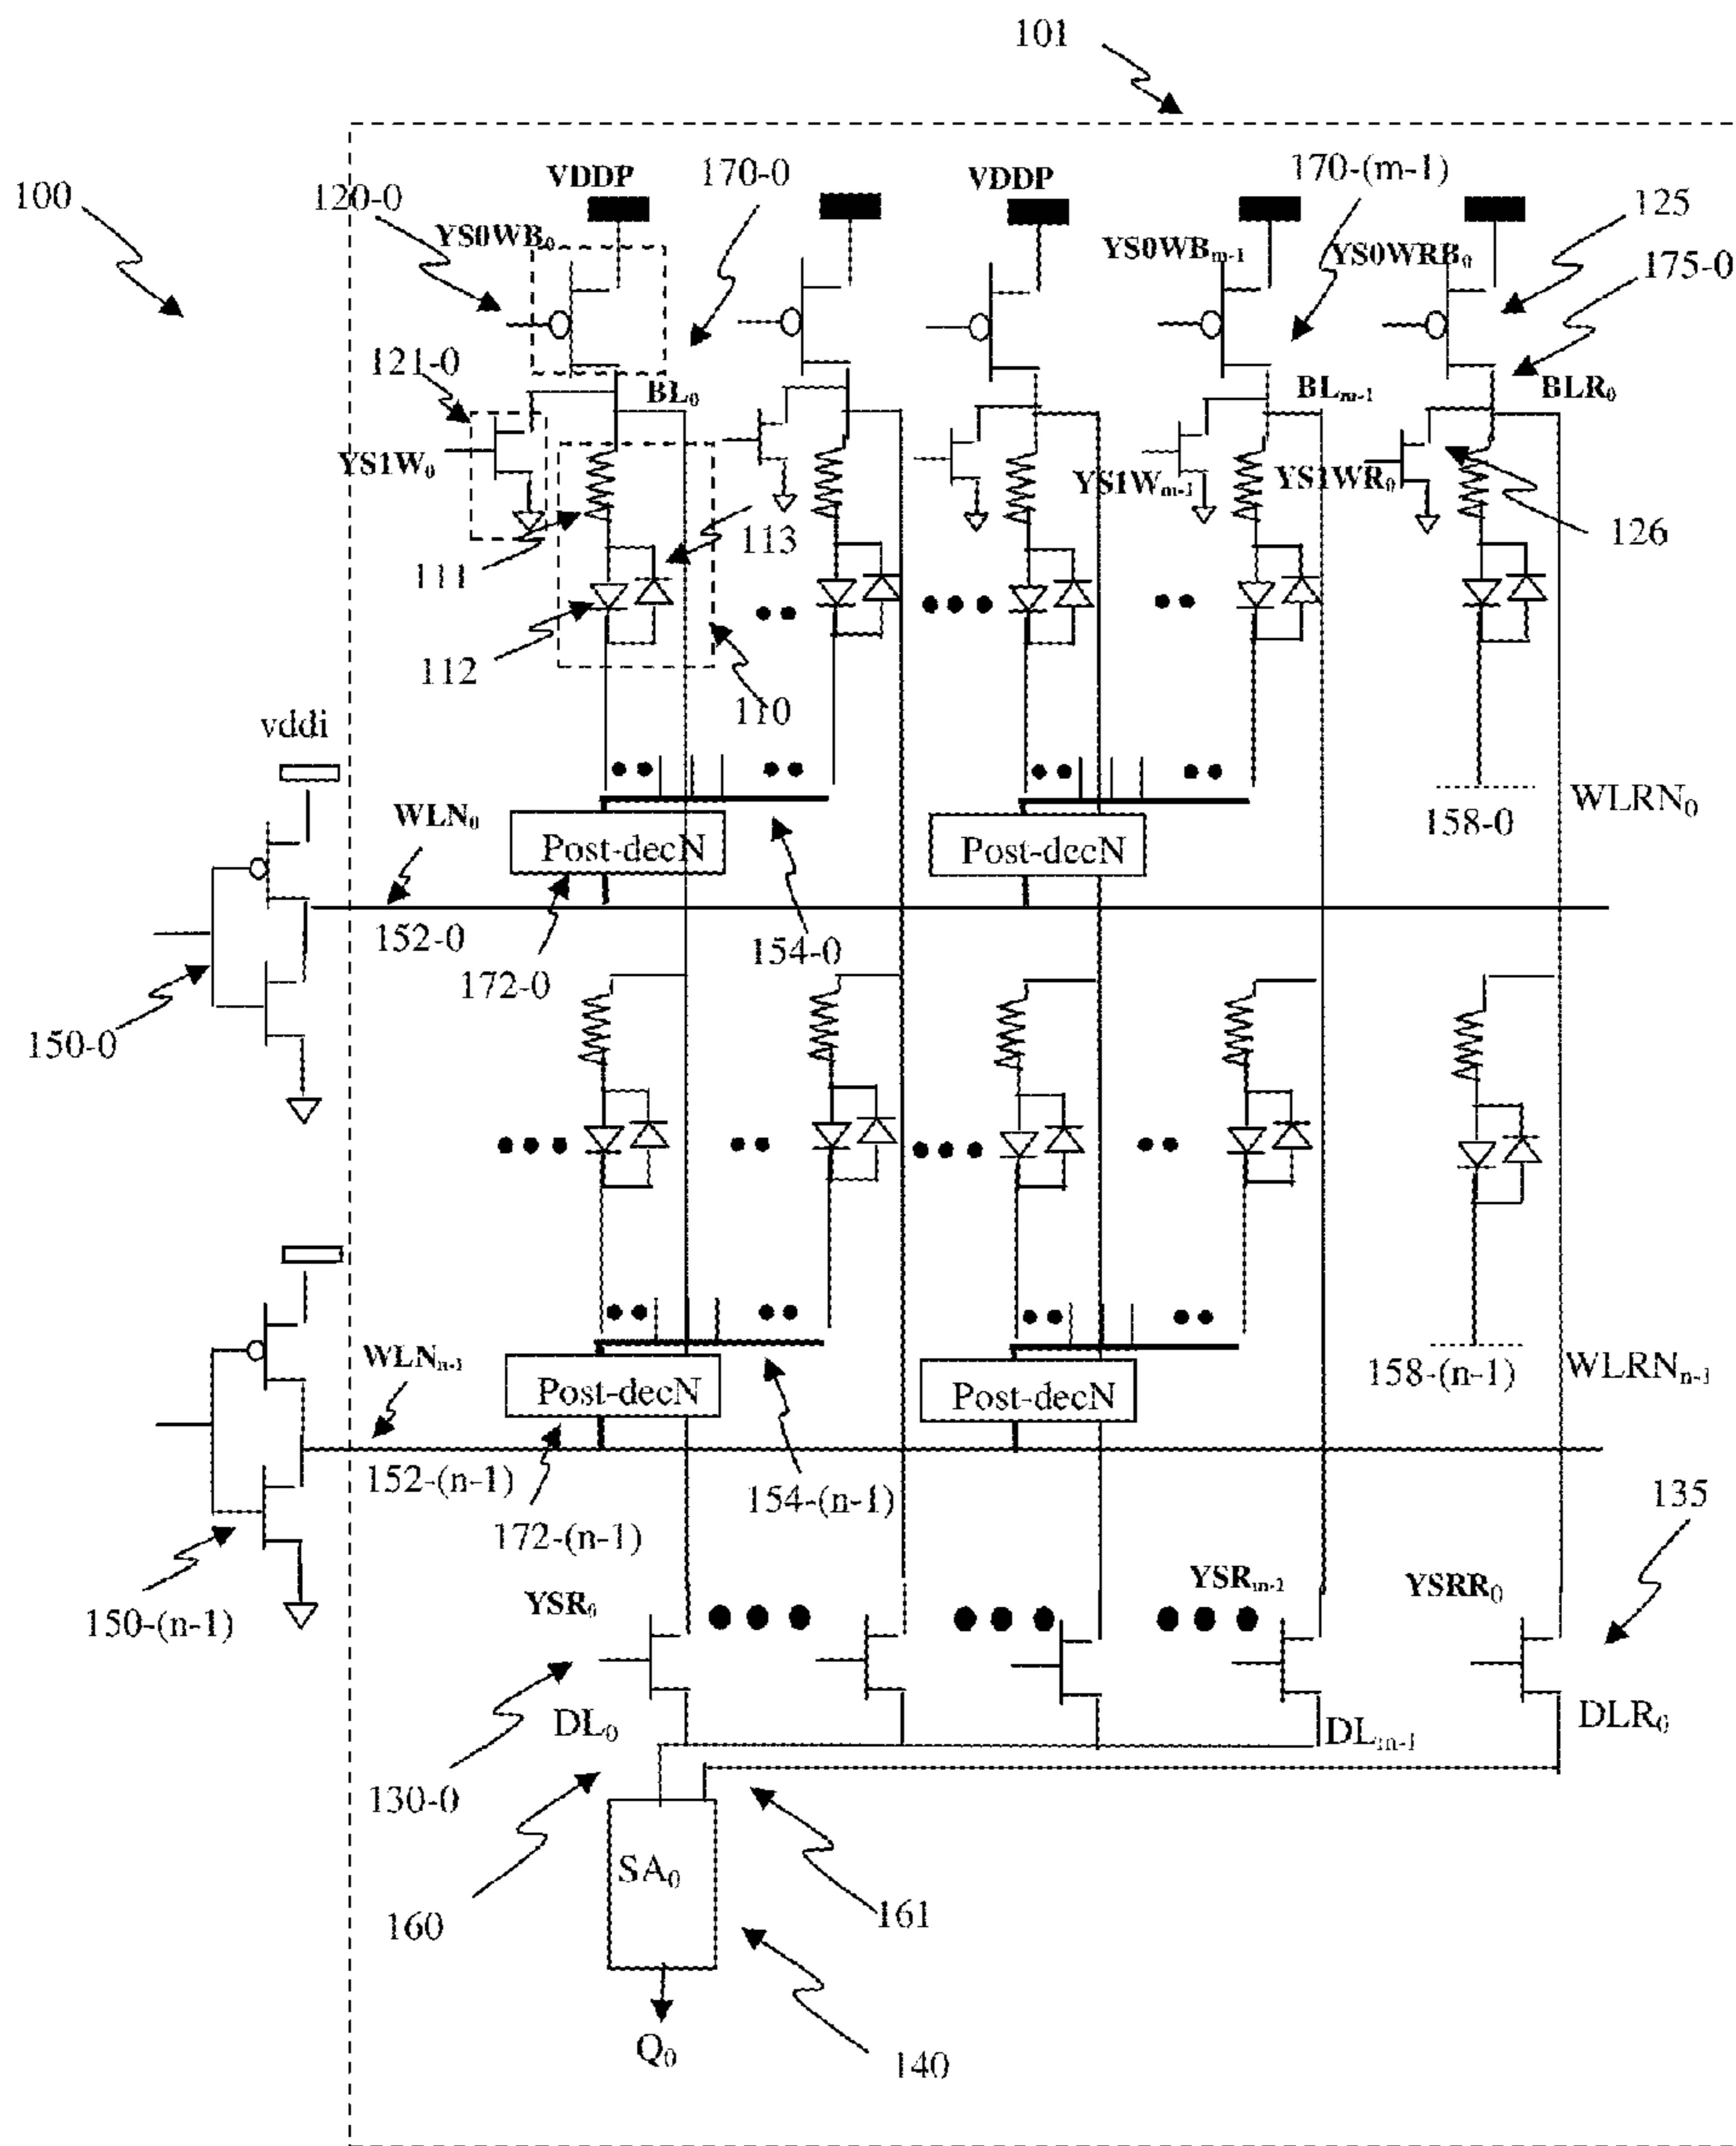 101
100
120-0
VDDP
170-0
VDDP
170-(m-1)
125
YS0WB0
YS0WBm-1
YS0WRB0
175-0
121-0
BL0
BLm-1
BLR0
YS1W0
YS1Wm-1
YS1WR0
126
111
113
112
110
vddi
WLN0
Post-decN
Post-decN
158-0
WLRN0
152-0
172-0
154-0
150-0
WLNn-1
Post-decN
Post-decN
158-(n-1)
WLRNn-1
152-(n-1)
172-(n-1)
154-(n-1)
135
150-(n-1)
YSR0
YSRm-1
YSRR0
DL0
DLm-1
DLR0
130-0
160
SA0
161
Q0
140